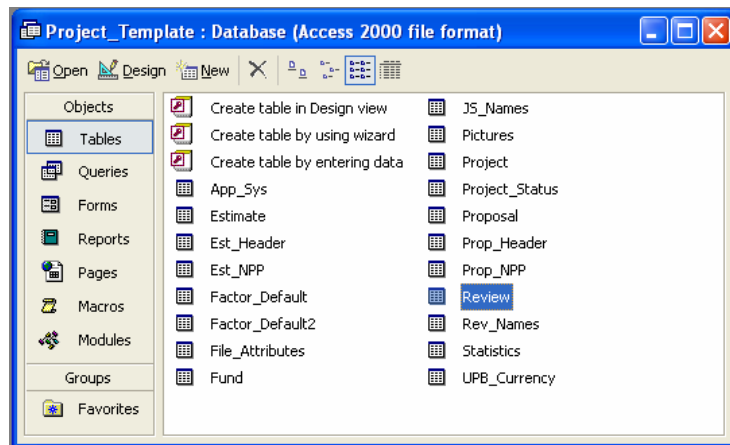 Project_Template : Database (Access 2000 file format)
Open Design New
Objects
Tables
Queries
Forms
Reports
Pages
Macros
Modules
Groups
Favorites
Create table in Design view
Create table by using wizard
Create table by entering data
App_Sys
Estimate
Est_Header
Est_NPP
Factor_Default
Factor_Default2
File_Attributes
Fund
JS_Names
Pictures
Project
Project_Status
Proposal
Prop_Header
Prop_NPP
Review
Rev_Names
Statistics
UPB_Currency